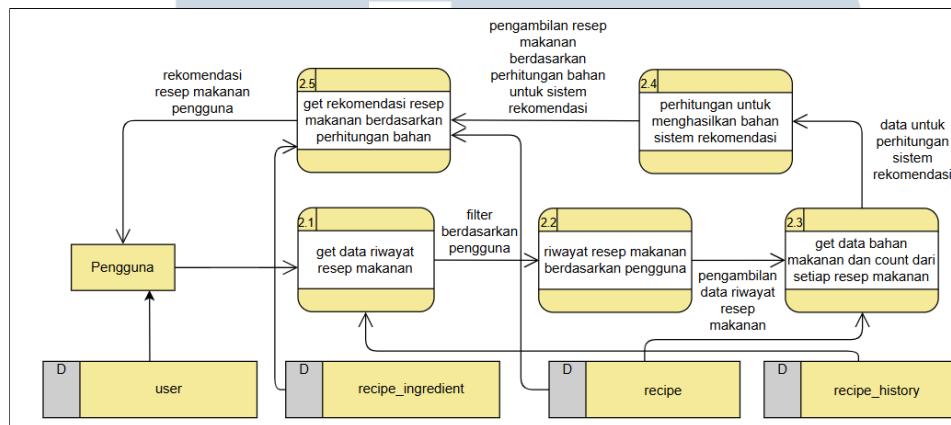 rekomendasi
resep makanan
pengguna
2.5
get rekomendasi resep
makanan berdasarkan
perhitungan bahan
pengambilan resep
makanan
berdasarkan
perhitungan bahan
untuk sistem
rekomendasi
2.4
perhitungan untuk
menghasilkan bahan
sistem rekomendasi
data untuk
perhitungan
sistem
rekomendasi
Pengguna
2.1
get data riwayat
resep makanan
filter
berdasarkan
pengguna
2.2
riwayat resep makanan
berdasarkan pengguna
pengambilan
data riwayat
resep
makanan
2.3
get data bahan
makanan dan count dari
setiap resep makanan
D
user
D
recipe_ingredient
D
recipe
D
recipe_history